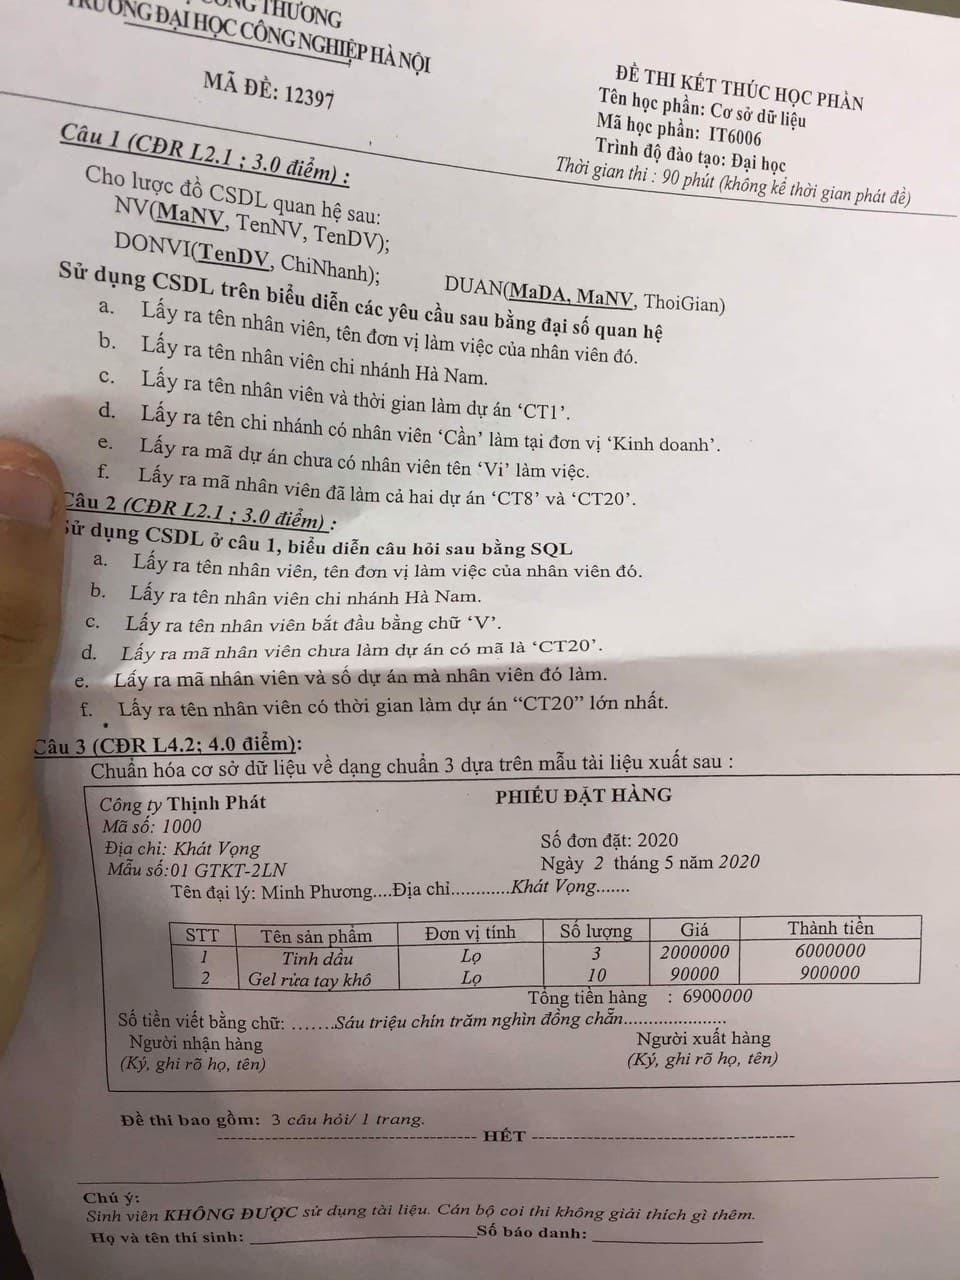 CÔNG THƯƠNG
TRƯỜNG ĐẠI HỌC CÔNG NGHIỆP HÀ NỘI
MÃ ĐỀ: 12397
ĐỀ THI KẾT THÚC HỌC PHẦN
Tên học phần: Cơ sở dữ liệu
Mã học phần: IT6006
Trình độ đào tạo: Đại học
Thời gian thi : 90 phút (không kể thời gian phát đề)
Câu 1 (CĐR L2.1 ; 3.0 điểm) :
Cho lược đồ CSDL quan hệ sau:
NV(MaNV, TenNV, TenDV);
DONVI(TenDV, ChiNhanh); DUAN(MaDA, MaNV, ThoiGian)
Sử dụng CSDL trên biểu diễn các yêu cầu sau bằng đại số quan hệ
a. Lấy ra tên nhân viên, tên đơn vị làm việc của nhân viên đó.
b. Lấy ra tên nhân viên chi nhánh Hà Nam.
c. Lấy ra tên nhân viên và thời gian làm dự án ‘CT1’.
d. Lấy ra tên chi nhánh có nhân viên ‘Cần’ làm tại đơn vị ‘Kinh doanh’.
e. Lấy ra mã dự án chưa có nhân viên tên ‘Vi’ làm việc.
f. Lấy ra mã nhân viên đã làm cả hai dự án ‘CT8’ và ‘CT20’.
Câu 2 (CĐR L2.1 ; 3.0 điểm) :
Sử dụng CSDL ở câu 1, biểu diễn câu hỏi sau bằng SQL
a. Lấy ra tên nhân viên, tên đơn vị làm việc của nhân viên đó.
b. Lấy ra tên nhân viên chi nhánh Hà Nam.
c. Lấy ra tên nhân viên bắt đầu bằng chữ ‘V’.
d. Lấy ra mã nhân viên chưa làm dự án có mã là ‘CT20’.
e. Lấy ra mã nhân viên và số dự án mà nhân viên đó làm.
f. Lấy ra tên nhân viên có thời gian làm dự án “CT20” lớn nhất.
Câu 3 (CĐR L4.2; 4.0 điểm):
Chuẩn hóa cơ sở dữ liệu về dạng chuẩn 3 dựa trên mẫu tài liệu xuất sau :
Công ty Thịnh Phát
PHIẾU ĐẶT HÀNG
Mã số: 1000
Địa chỉ: Khát Vọng
Mẫu số:01 GTKT-2LN
Số đơn đặt: 2020
Ngày 2 tháng 5 năm 2020
Tên đại lý: Minh Phương....Địa chỉ............Khát Vọng.......
STT Tên sản phẩm Đơn vị tính Số lượng Giá Thành tiền
1 Tinh dầu Lọ 3 2000000 6000000
2 Gel rửa tay khô Lọ 10 90000 900000
Tổng tiền hàng : 6900000
Số tiền viết bằng chữ: .......Sáu triệu chín trăm nghìn đồng chẵn.....................
Người nhận hàng Người xuất hàng
(Ký, ghi rõ họ, tên) (Ký, ghi rõ họ, tên)
Đề thi bao gồm: 3 câu hỏi/ 1 trang.
------------------------------------ HẾT ------------------------------------
Chú ý:
Sinh viên KHÔNG ĐƯỢC sử dụng tài liệu. Cán bộ coi thi không giải thích gì thêm.
Họ và tên thí sinh: ______________________ Số báo danh: ________________